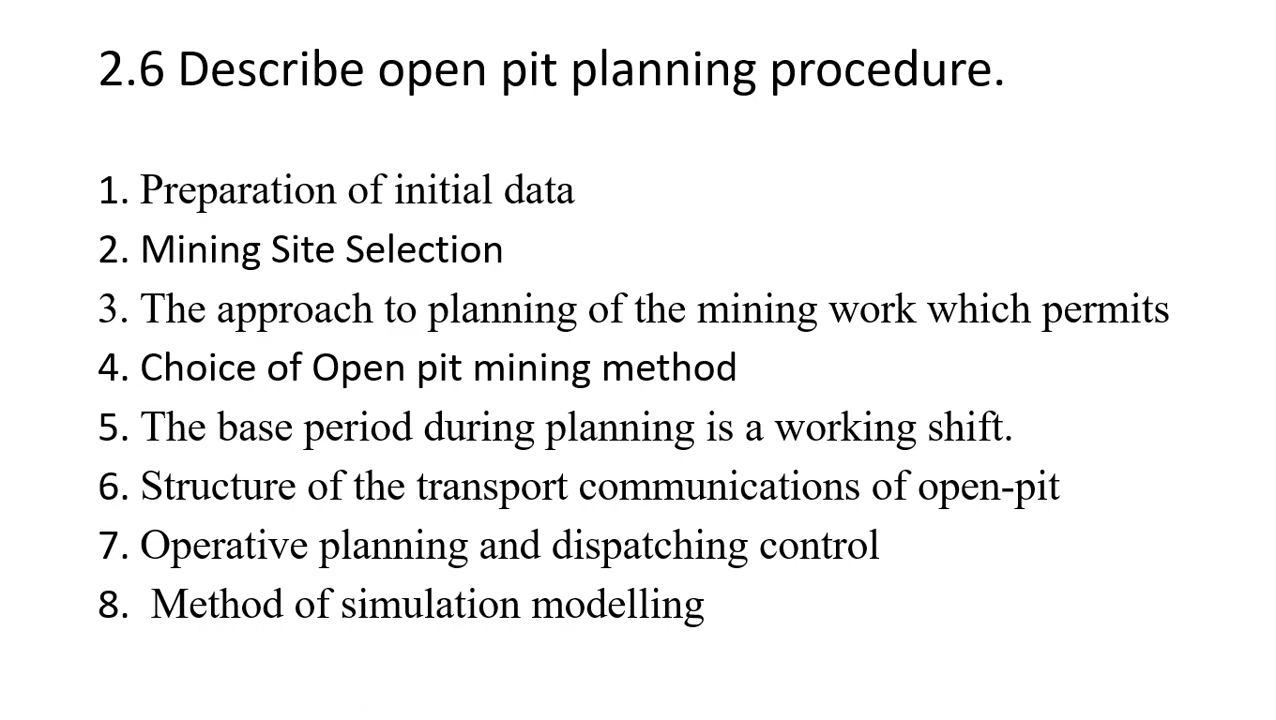 2.6 Describe open pit planning procedure.
1. Preparation of initial data
2. Mining Site Selection
3. The approach to planning of the mining work which permits
4. Choice of Open pit mining method
5. The base period during planning is a working shift.
6. Structure of the transport communications of open-pit
7. Operative planning and dispatching control
8. Method of simulation modelling